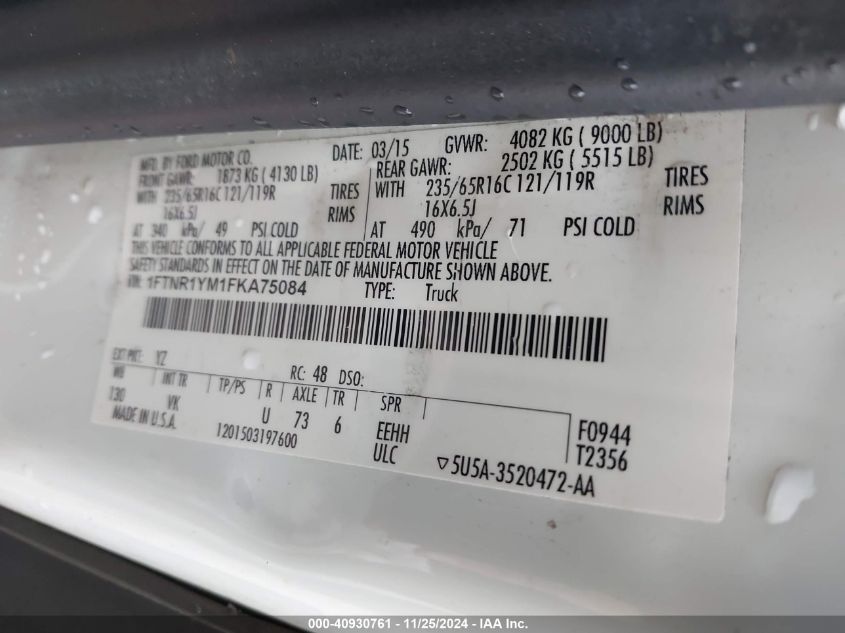 MFD. BY FORD MOTOR CO. DATE: 03/15 GVWR: 4082 KG ( 9000 LB)
FRONT GAWR: 1873 KG ( 4130 LB) REAR GAWR: 2502 KG ( 5515 LB)
WITH 235/65R16C 121/119R TIRES WITH 235/65R16C 121/119R TIRES
16X6.5J RIMS 16X6.5J RIMS
AT 340 kPa/ 49 PSI COLD AT 490 kPa/ 71 PSI COLD
THIS VEHICLE CONFORMS TO ALL APPLICABLE FEDERAL MOTOR VEHICLE
SAFETY STANDARDS IN EFFECT ON THE DATE OF MANUFACTURE SHOWN ABOVE.
VIN: 1FTNR1YM1FKA75084 TYPE: Truck
EXT PNT: YZ RC: 48 DSO:
WB INT TR TP/PS R AXLE TR SPR
130 VK U 73 6 EEHH F0944
MADE IN U.S.A. 1201503197600 ULC T2356
▽5U5A-3520472-AA
000-40930761 - 11/25/2024 - IAA Inc.